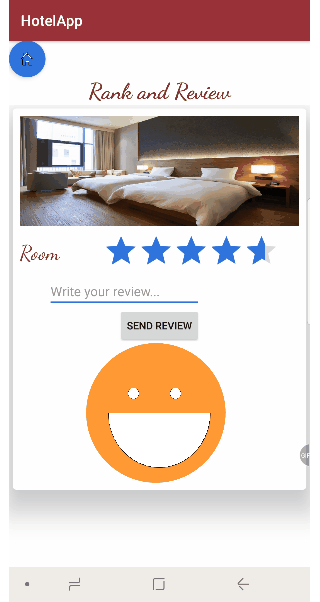 HotelApp
Rank and Review
Room
Write your review...
SEND REVIEW